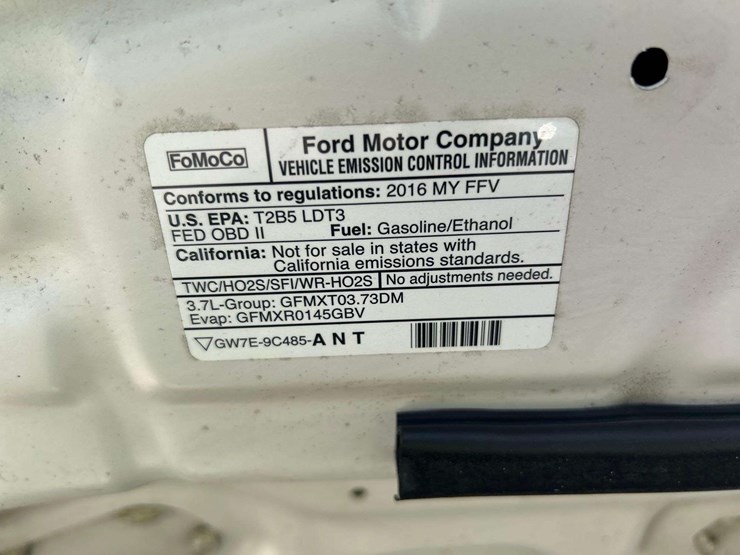 FoMoCo
Ford Motor Company
VEHICLE EMISSION CONTROL INFORMATION
Conforms to regulations: 2016 MY FFV
U.S. EPA: T2B5 LDT3
FED OBD II Fuel: Gasoline/Ethanol
California: Not for sale in states with
California emissions standards.
TWC/HO2S/SFI/WR-HO2S No adjustments needed.
3.7L-Group: GFMXT03.73DM
Evap: GFMXR0145GBV
GW7E-9C485-ANT